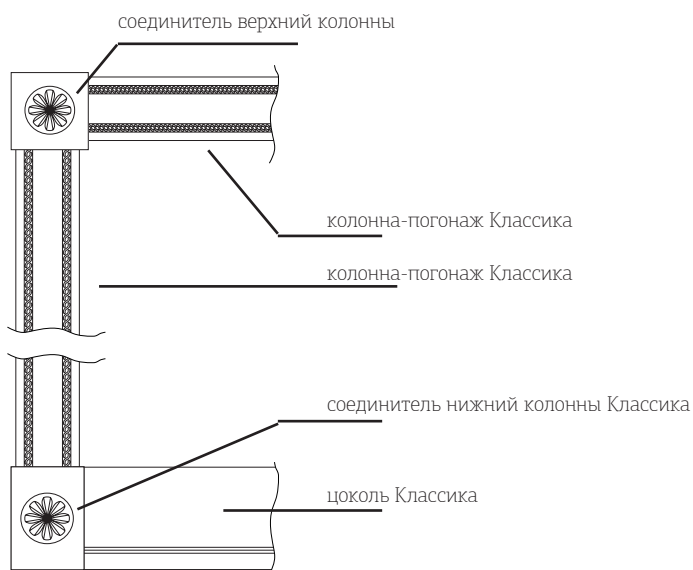 соединитель верхний колонны
колонна-погонаж Классика
колонна-погонаж Классика
соединитель нижний колонны Классика
цоколь Классика